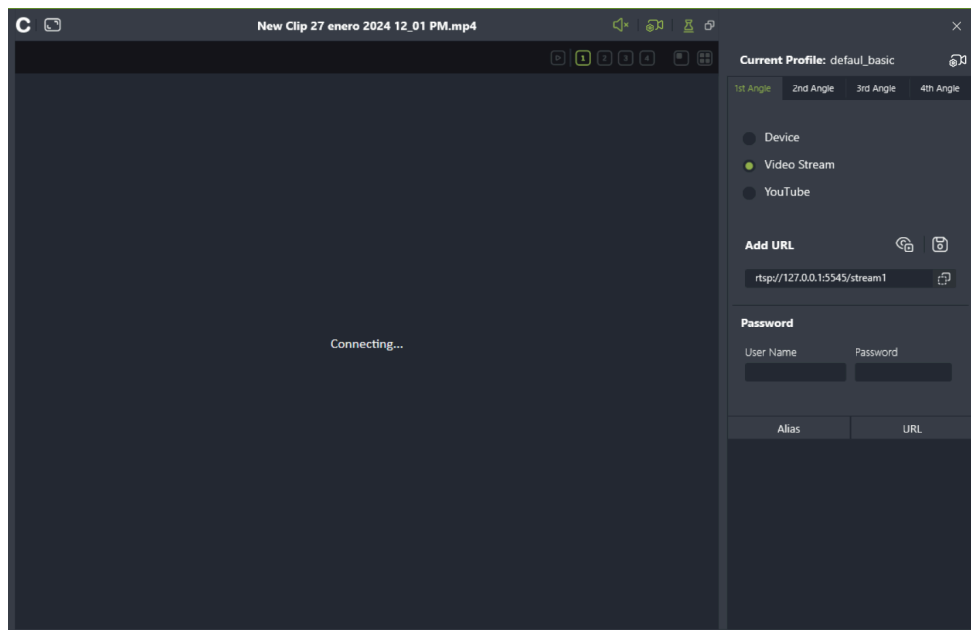 C
New Clip 27 enero 2024 12_01 PM.mp4
1 2 3 4
Connecting...
Current Profile: defaul_basic
1st Angle 2nd Angle 3rd Angle 4th Angle
Device
Video Stream
YouTube
Add URL
rtsp://127.0.0.1:5545/stream1
Password
User Name Password
Alias URL